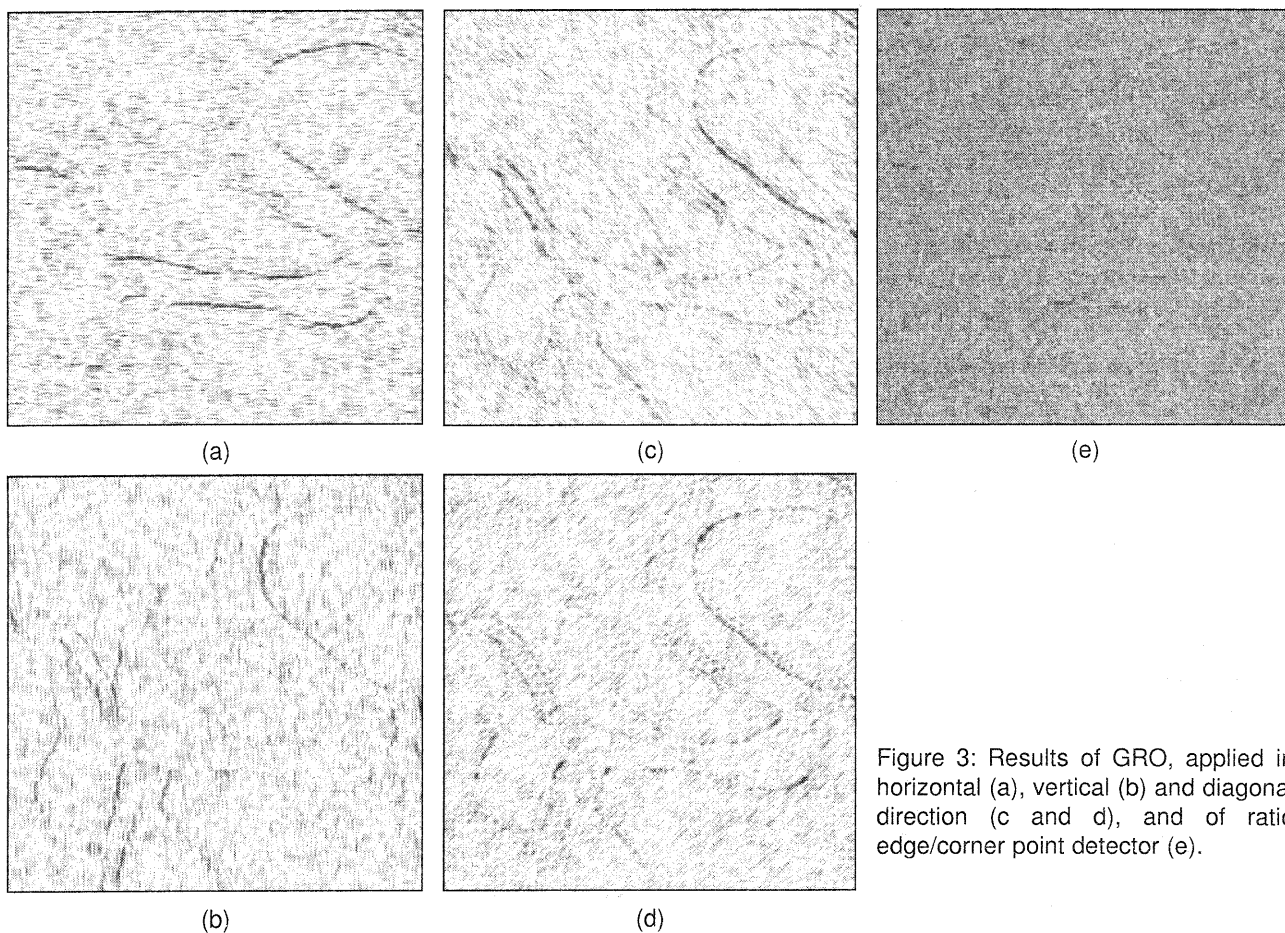 (a)
(c)
(e)
(b)
(d)
Figure 3: Results of GRO, applied in
horizontal (a), vertical (b) and diagonal
direction (c and d), and of ratio
edge/corner point detector (e).